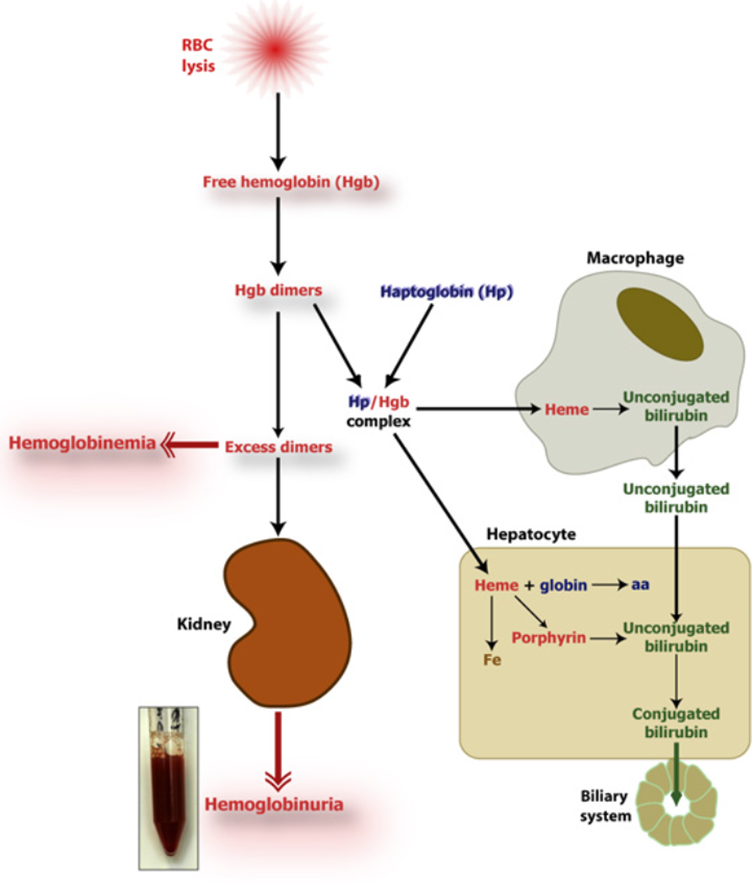 RBC
lysis
Free hemoglobin (Hgb)
Hgb dimers
Haptoglobin (Hp)
Macrophage
Hp/Hgb
complex
Heme
Unconjugated
bilirubin
Hemoglobinemia
Excess dimers
Unconjugated
bilirubin
Hepatocyte
Heme + globin
aa
Kidney
Porphyrin
Unconjugated
bilirubin
Fe
Conjugated
bilirubin
Hemoglobinuria
Biliary
system